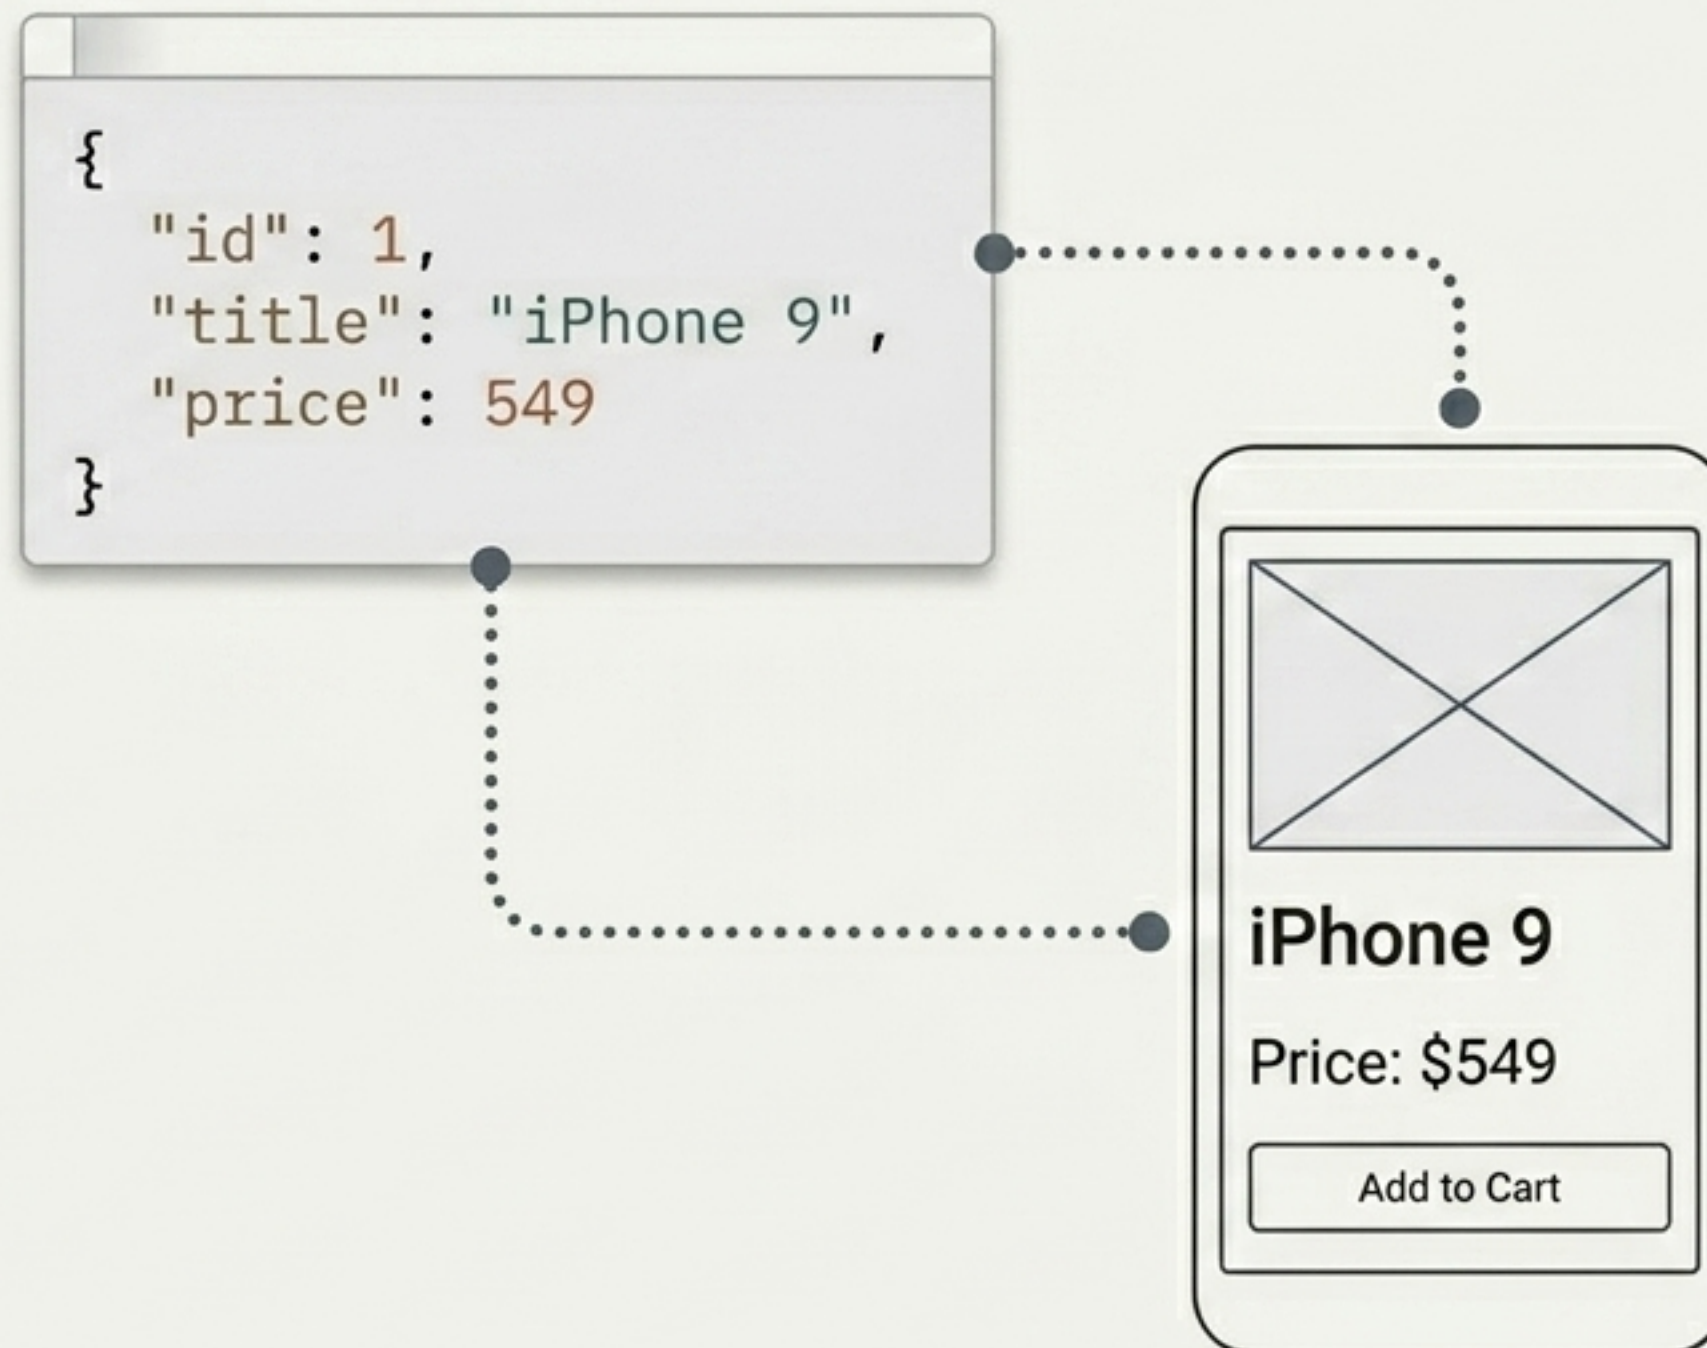 {
"id": 1,
"title": "iPhone 9",
"price": 549
}
iPhone 9
Price: $549
Add to Cart